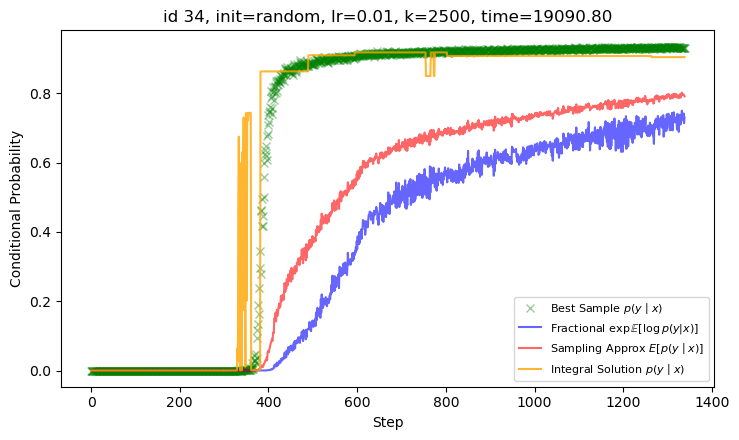 id 34, init=random, lr=0.01, k=2500, time=19090.80
Conditional Probability
0.8
0.6
0.4
0.2
0.0
Best Sample p(y | x)
Fractional exp𝔼[log p(y|x)]
Sampling Approx E[p(y | x)]
Integral Solution p(y | x)
0 200 400 600 800 1000 1200 1400
Step